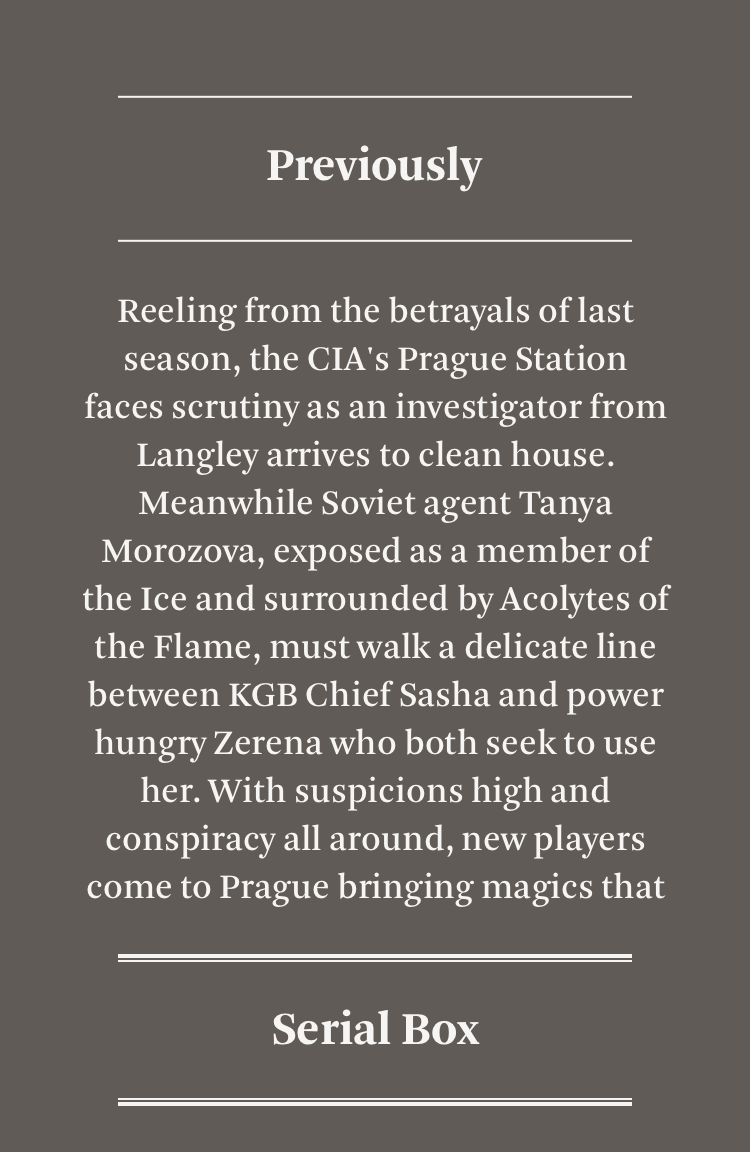 Previously
Reeling from the betrayals of last
season, the CIA's Prague Station
faces scrutiny as an investigator from
Langley arrives to clean house.
Meanwhile Soviet agent Tanya
Morozova, exposed as a member of
the Ice and surrounded by Acolytes of
the Flame, must walk a delicate line
between KGB Chief Sasha and power
hungry Zerena who both seek to use
her. With suspicions high and
conspiracy all around, new players
come to Prague bringing magics that
Serial Box